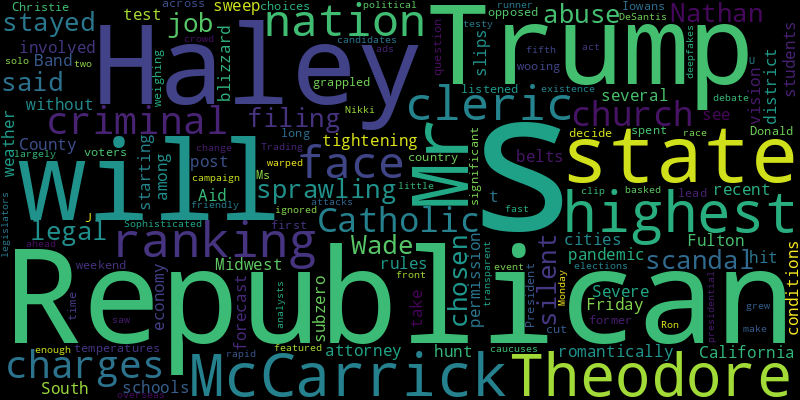 Christie across sweep choices nation political Trump opposed abuse Iowans DeSantis Nathan
stayed test job Haley crowd runner testy fifth act students
involved question slips wooing deepfakes
solo Band two weighing blizzard candidates ads listened existence district U
said without grappled Nikki cleric several debate vision
criminal filing long church see Donald
weather County Trading tightening significant decide spent race
largely voters change post warped country belts state
will starting among face Mr S clip basked lead recent
campaign Ms Aid friendly sprawling little t fast highest
legislators J Sophisticated ignored attacks first Catholic
legal ranking Wade chosen permission silent cities Fulton
ahead weekend Midwest rules transparent pandemic scandal hit conditions
Republican economy forecast analysts subzero front event President elections
time saw take Monday Severe Friday grew
former Ron presidential make
enough temperatures rapid featured attorney hunt caucuses cut romantically California
charges South schools overseas McCarrick Theodore